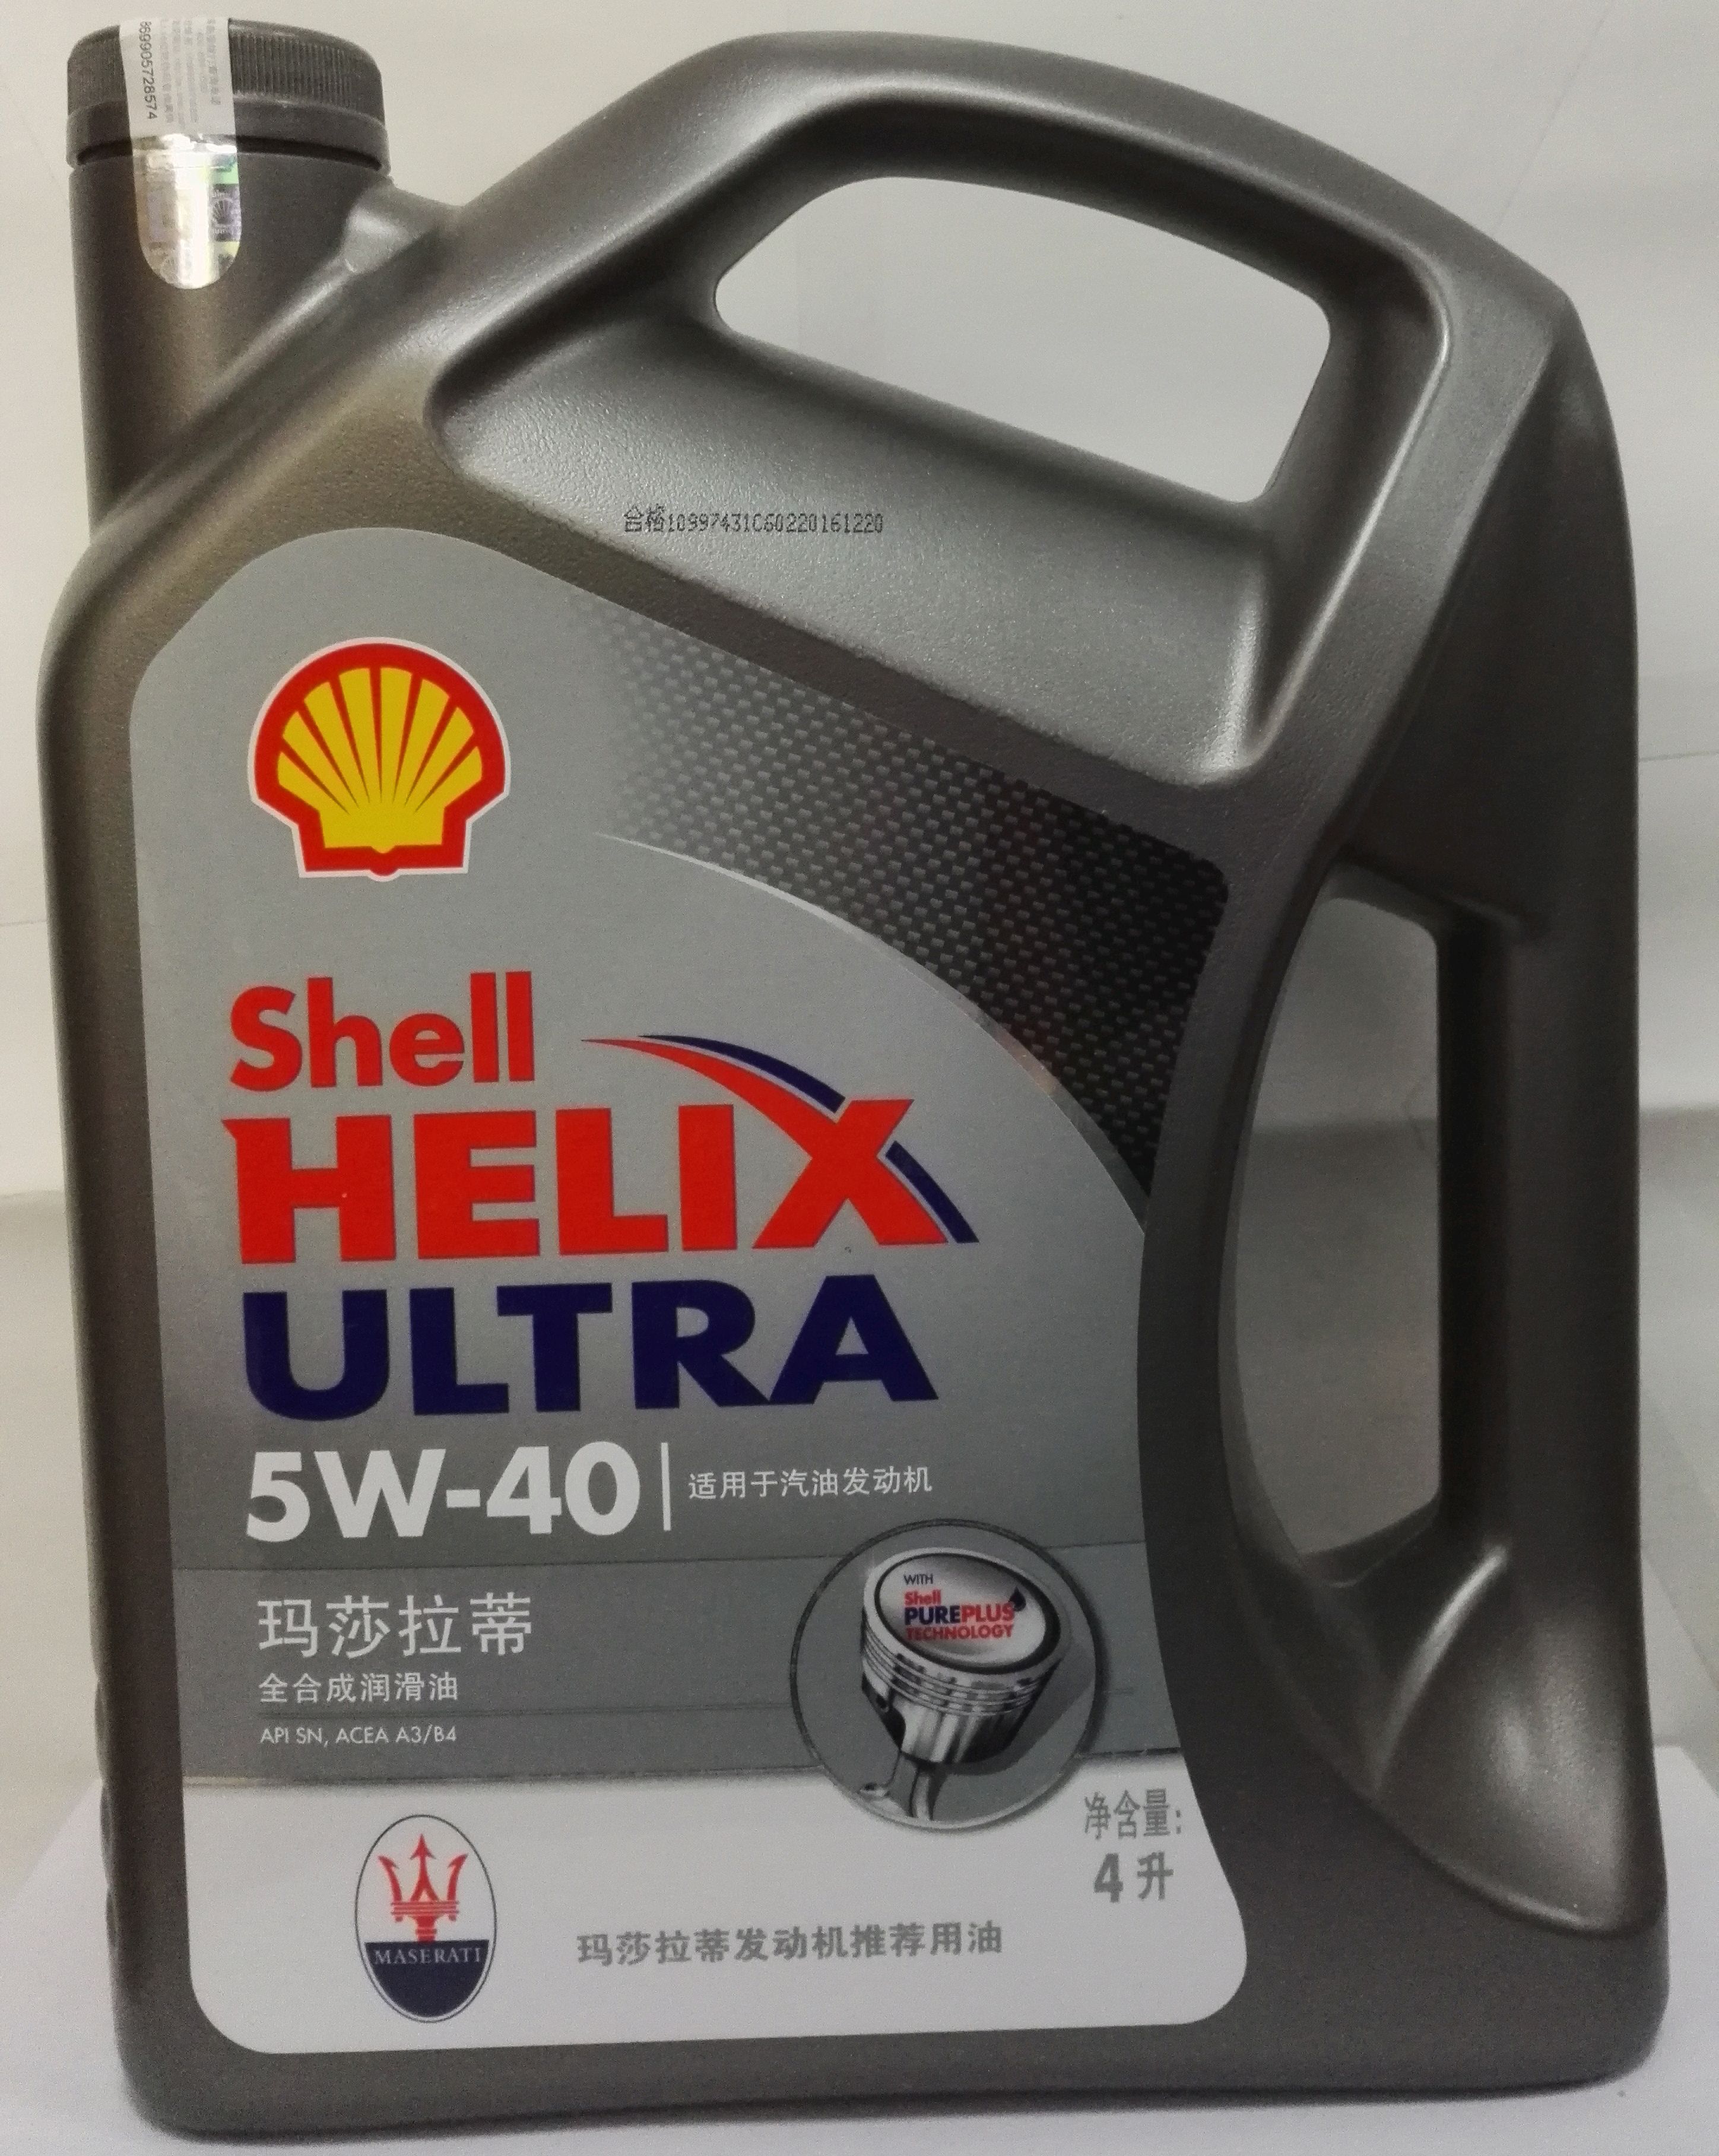 869905728574
合格10997431C60220161220
Shell
HELIX
ULTRA
5W-40 适用于汽油发动机
WITH
Shell
PUREPLUS
TECHNOLOGY
玛莎拉蒂
全合成润滑油
API SN, ACEA A3/B4
净含量:
4 升
MASERATI
玛莎拉蒂发动机推荐用油